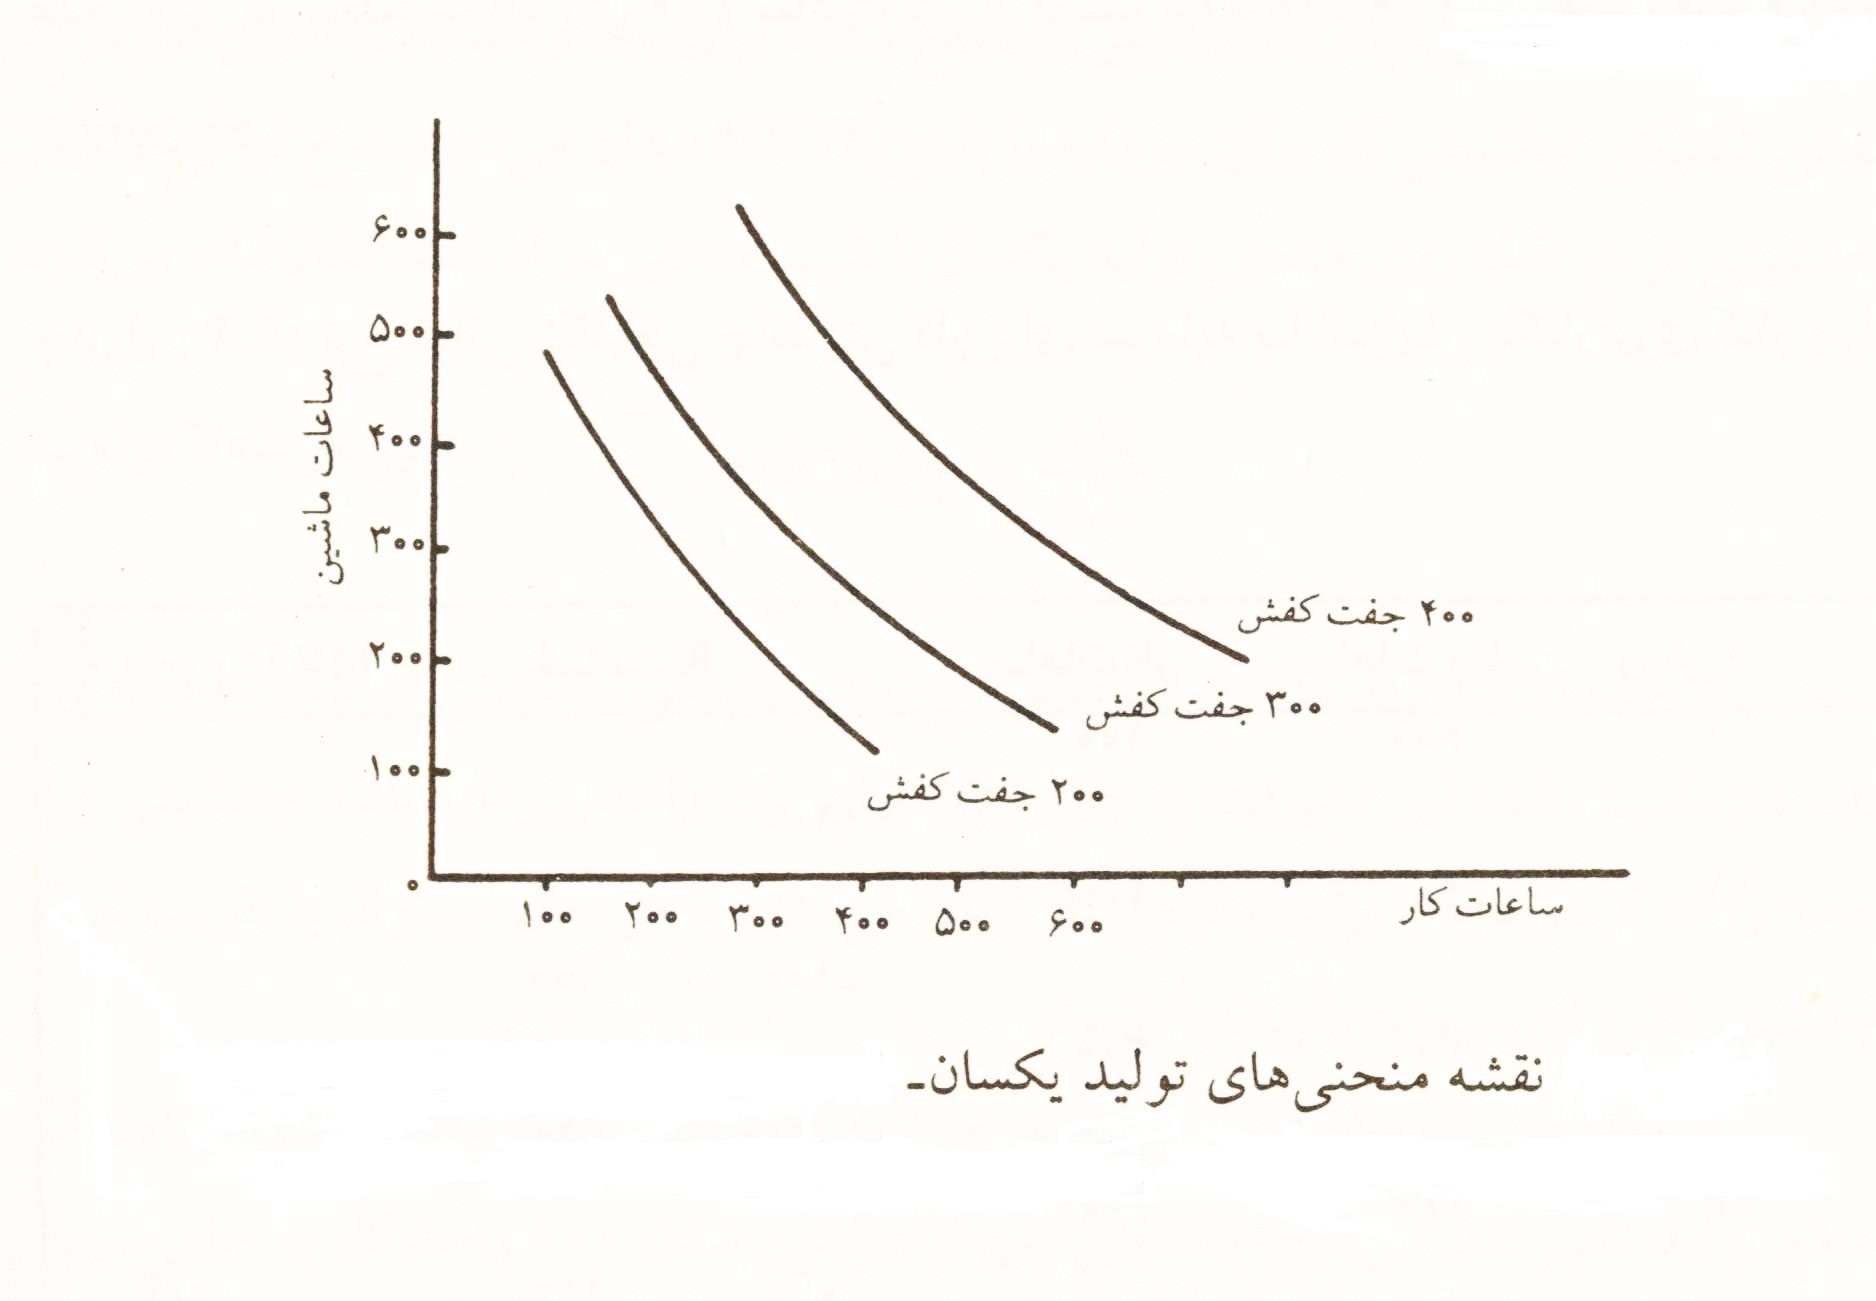 ۶۰۰
۵۰۰
۴۰۰
۳۰۰
۲۰۰
۱۰۰
۰
ساعات ماشین
۴۰۰ جفت کفش
۳۰۰ جفت کفش
۲۰۰ جفت کفش
۱۰۰ ۲۰۰ ۳۰۰ ۴۰۰ ۵۰۰ ۶۰۰
ساعات کار
نقشه منحنی‌های تولید یکسان-